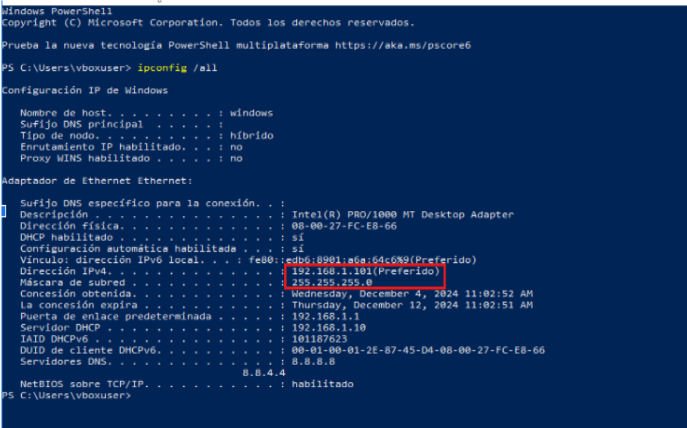 Windows PowerShell
Copyright (C) Microsoft Corporation. Todos los derechos reservados.
Prueba la nueva tecnología PowerShell multiplataforma https://aka.ms/pscore6
PS C:\Users\vboxuser> ipconfig /all
Configuración IP de Windows
Nombre de host. . . . . . . . . : windows
Sufijo DNS principal . . . . . :
Tipo de nodo. . . . . . . . . . : híbrido
Enrutamiento IP habilitado. . . : no
Proxy WINS habilitado . . . . . : no
Adaptador de Ethernet Ethernet:
Sufijo DNS específico para la conexión. . :
Descripción . . . . . . . . . . . . . . . : Intel(R) PRO/1000 MT Desktop Adapter
Dirección física. . . . . . . . . . . . . : 08-00-27-FC-E8-66
DHCP habilitado . . . . . . . . . . . . . : sí
Configuración automática habilitada . . . : sí
Vínculo: dirección IPv6 local. . . : fe80::edb6:8901:a6a:64c6%9(Preferido)
Dirección IPv4. . . . . . . . . . . . . . : 192.168.1.101(Preferido)
Máscara de subred . . . . . . . . . . . . : 255.255.255.0
Concesión obtenida. . . . . . . . . . . . : Wednesday, December 4, 2024 11:02:52 AM
La concesión expira . . . . . . . . . . . : Thursday, December 12, 2024 11:02:51 AM
Puerta de enlace predeterminada . . . . . : 192.168.1.1
Servidor DHCP . . . . . . . . . . . . . . : 192.168.1.10
IAID DHCPv6 . . . . . . . . . . . . . . . : 101187623
DUID de cliente DHCPv6. . . . . . . . . . : 00-01-00-01-2E-87-45-D4-08-00-27-FC-E8-66
Servidores DNS. . . . . . . . . . . . . . : 8.8.8.8
8.8.4.4
NetBIOS sobre TCP/IP. . . . . . . . . . . : habilitado
PS C:\Users\vboxuser>